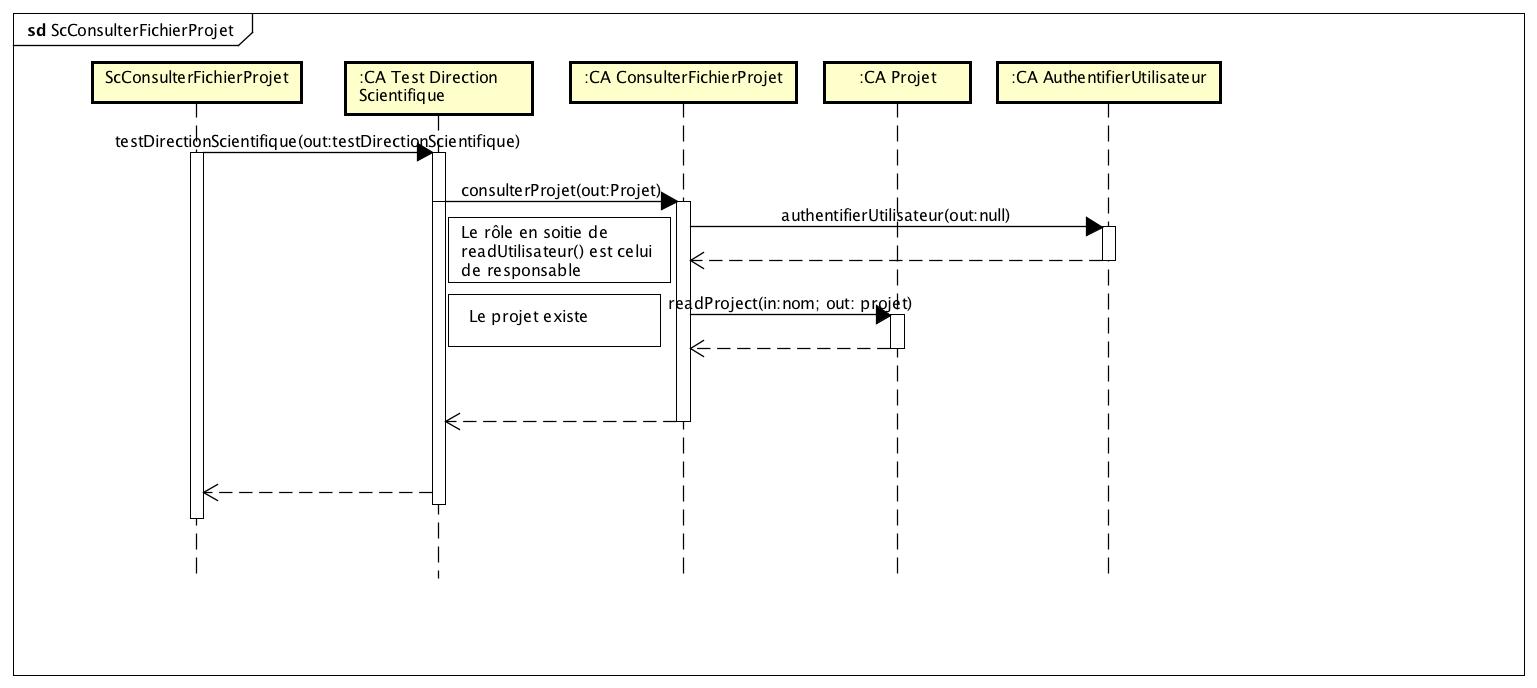 sd ScConsulterFichierProjet
ScConsulterFichierProjet
:CA Test Direction
Scientifique
:CA ConsulterFichierProjet
:CA Projet
:CA AuthentifierUtilisateur
testDirectionScientifique(out:testDirectionScientifique)
consulterProjet(out:Projet)
authentifierUtilisateur(out:null)
Le rôle en soitie de
readUtilisateur() est celui
de responsable
readProject(in:nom; out: projet)
Le projet existe